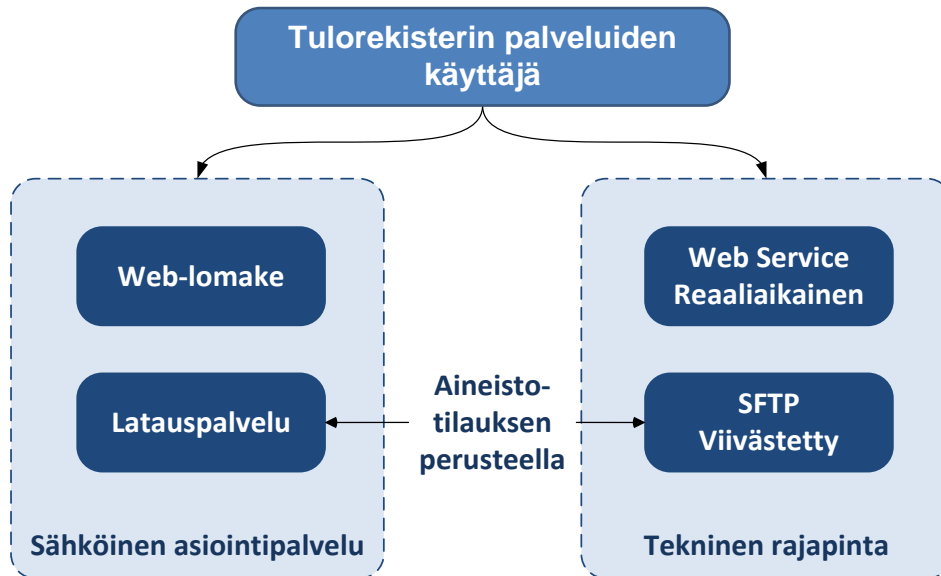 Tulorekisterin palveluiden
käyttäjä
Web-lomake
Latauspalvelu
Sähköinen asiointipalvelu
Aineisto-
tilauksen
perusteella
Web Service
Reaaliaikainen
SFTP
Viivästetty
Tekninen rajapinta